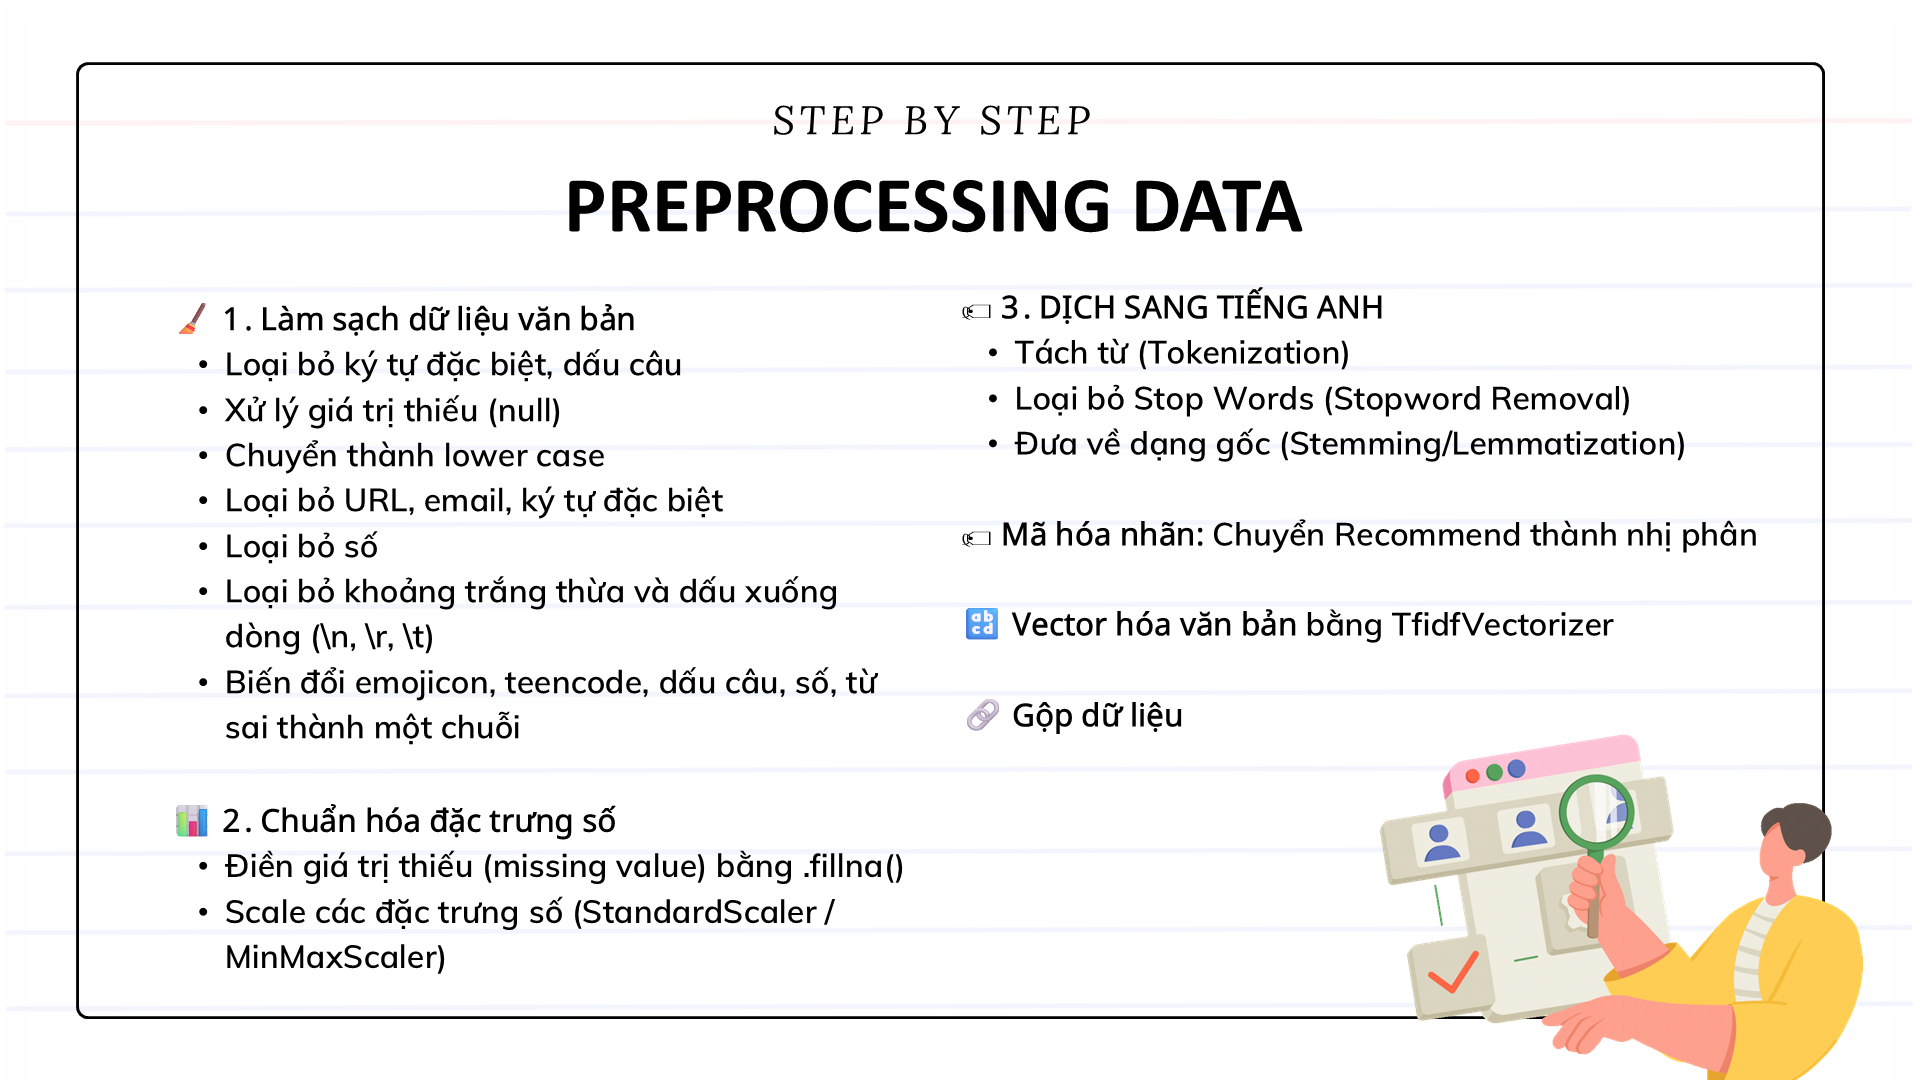 STEP BY STEP
PREPROCESSING DATA
1. Làm sạch dữ liệu văn bản
• Loại bỏ ký tự đặc biệt, dấu câu
• Xử lý giá trị thiếu (null)
• Chuyển thành lower case
• Loại bỏ URL, email, ký tự đặc biệt
• Loại bỏ số
• Loại bỏ khoảng trắng thừa và dấu xuống
dòng (\n, \r, \t)
• Biến đổi emojicon, teencode, dấu câu, số, từ
sai thành một chuỗi
2. Chuẩn hóa đặc trưng số
• Điền giá trị thiếu (missing value) bằng .fillna()
• Scale các đặc trưng số (StandardScaler /
MinMaxScaler)
3. DỊCH SANG TIẾNG ANH
• Tách từ (Tokenization)
• Loại bỏ Stop Words (Stopword Removal)
• Đưa về dạng gốc (Stemming/Lemmatization)
Mã hóa nhãn: Chuyển Recommend thành nhị phân
Vector hóa văn bản bằng TfidfVectorizer
Gộp dữ liệu